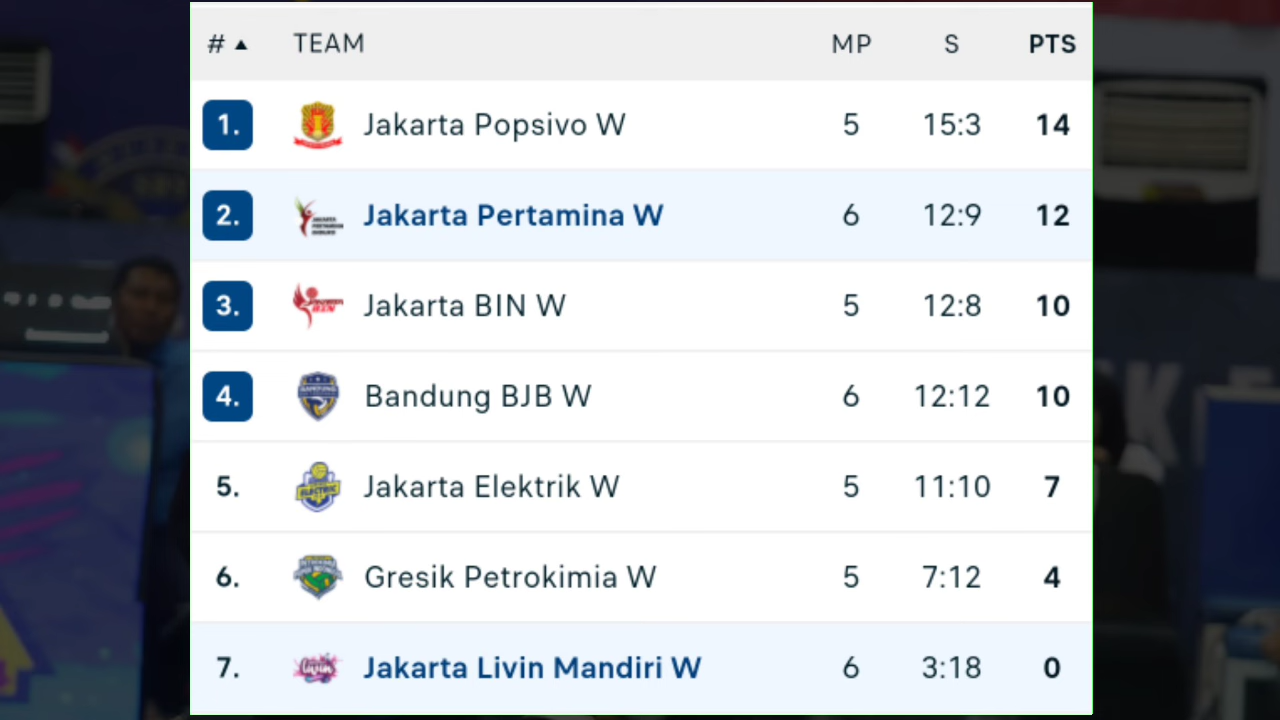 # ▲ TEAM MP S PTS
1. Jakarta Popsivo W 5 15:3 14
2. Jakarta Pertamina W 6 12:9 12
3. Jakarta BIN W 5 12:8 10
4. Bandung BJB W 6 12:12 10
5. ELECTRIC Jakarta Elektrik W 5 11:10 7
6. Gresik Petrokimia W 5 7:12 4
7. livin Jakarta Livin Mandiri W 6 3:18 0